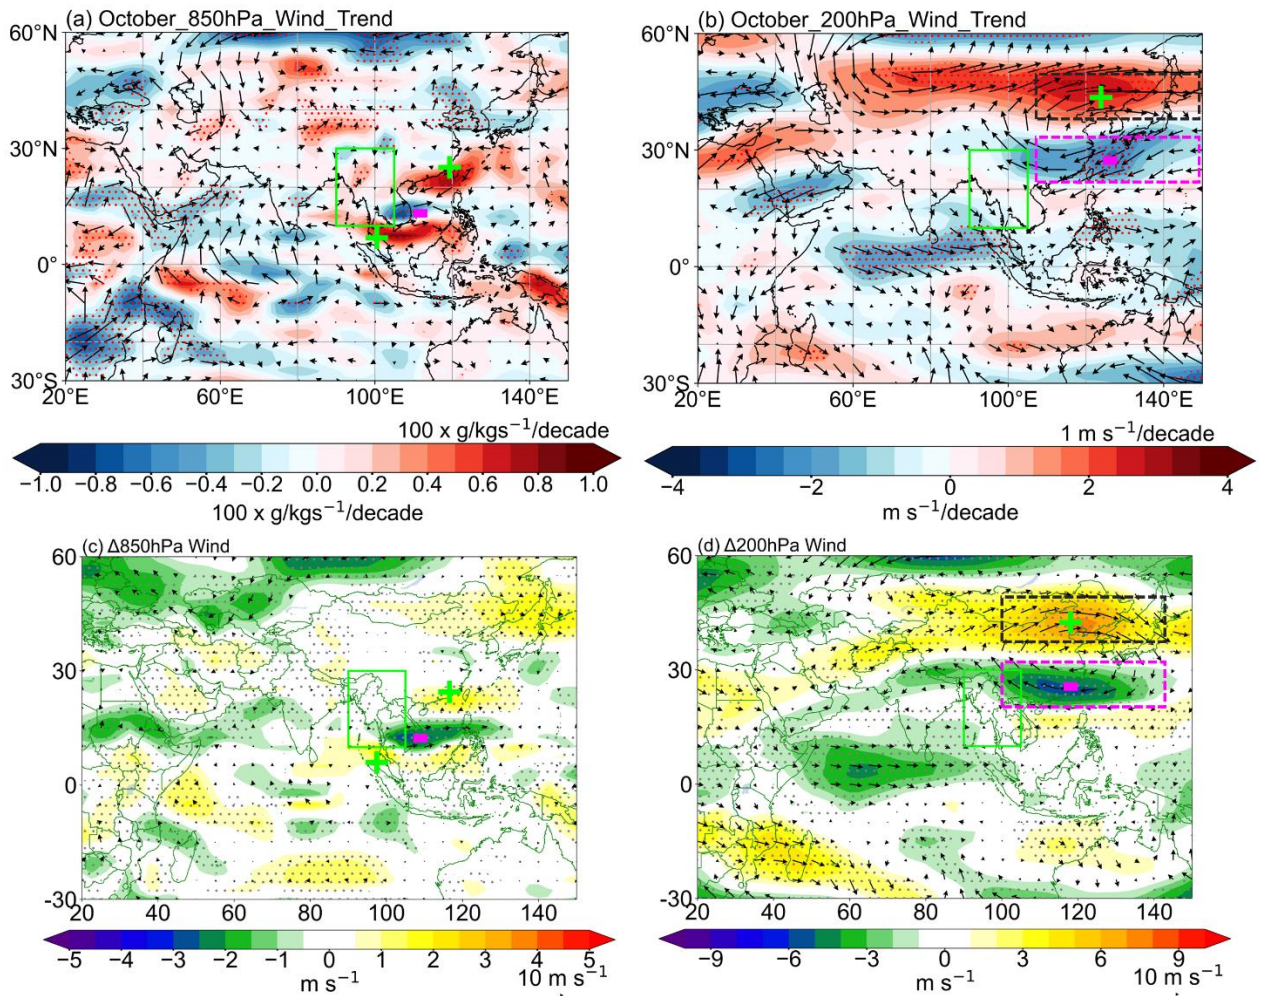 (a) October_850hPa_Wind_Trend
60°N
30°N
0°
30°S
20°E 60°E 100°E 140°E
100 x g/kgs⁻¹/decade
−1.0 −0.8 −0.6 −0.4 −0.2 0.0 0.2 0.4 0.6 0.8 1.0
100 x g/kgs⁻¹/decade
(b) October_200hPa_Wind_Trend
60°N
30°N
0°
30°S
20°E 60°E 100°E 140°E
1 m s⁻¹/decade
−4 −2 0 2 4
m s⁻¹/decade
(c) Δ850hPa Wind
60
30
0
-30
20 40 60 80 100 120 140
−5 −4 −3 −2 −1 0 1 2 3 4 5
m s⁻¹
10 m s⁻¹
(d) Δ200hPa Wind
60
30
0
-30
20 40 60 80 100 120 140
−9 −6 −3 0 3 6 9
m s⁻¹
10 m s⁻¹